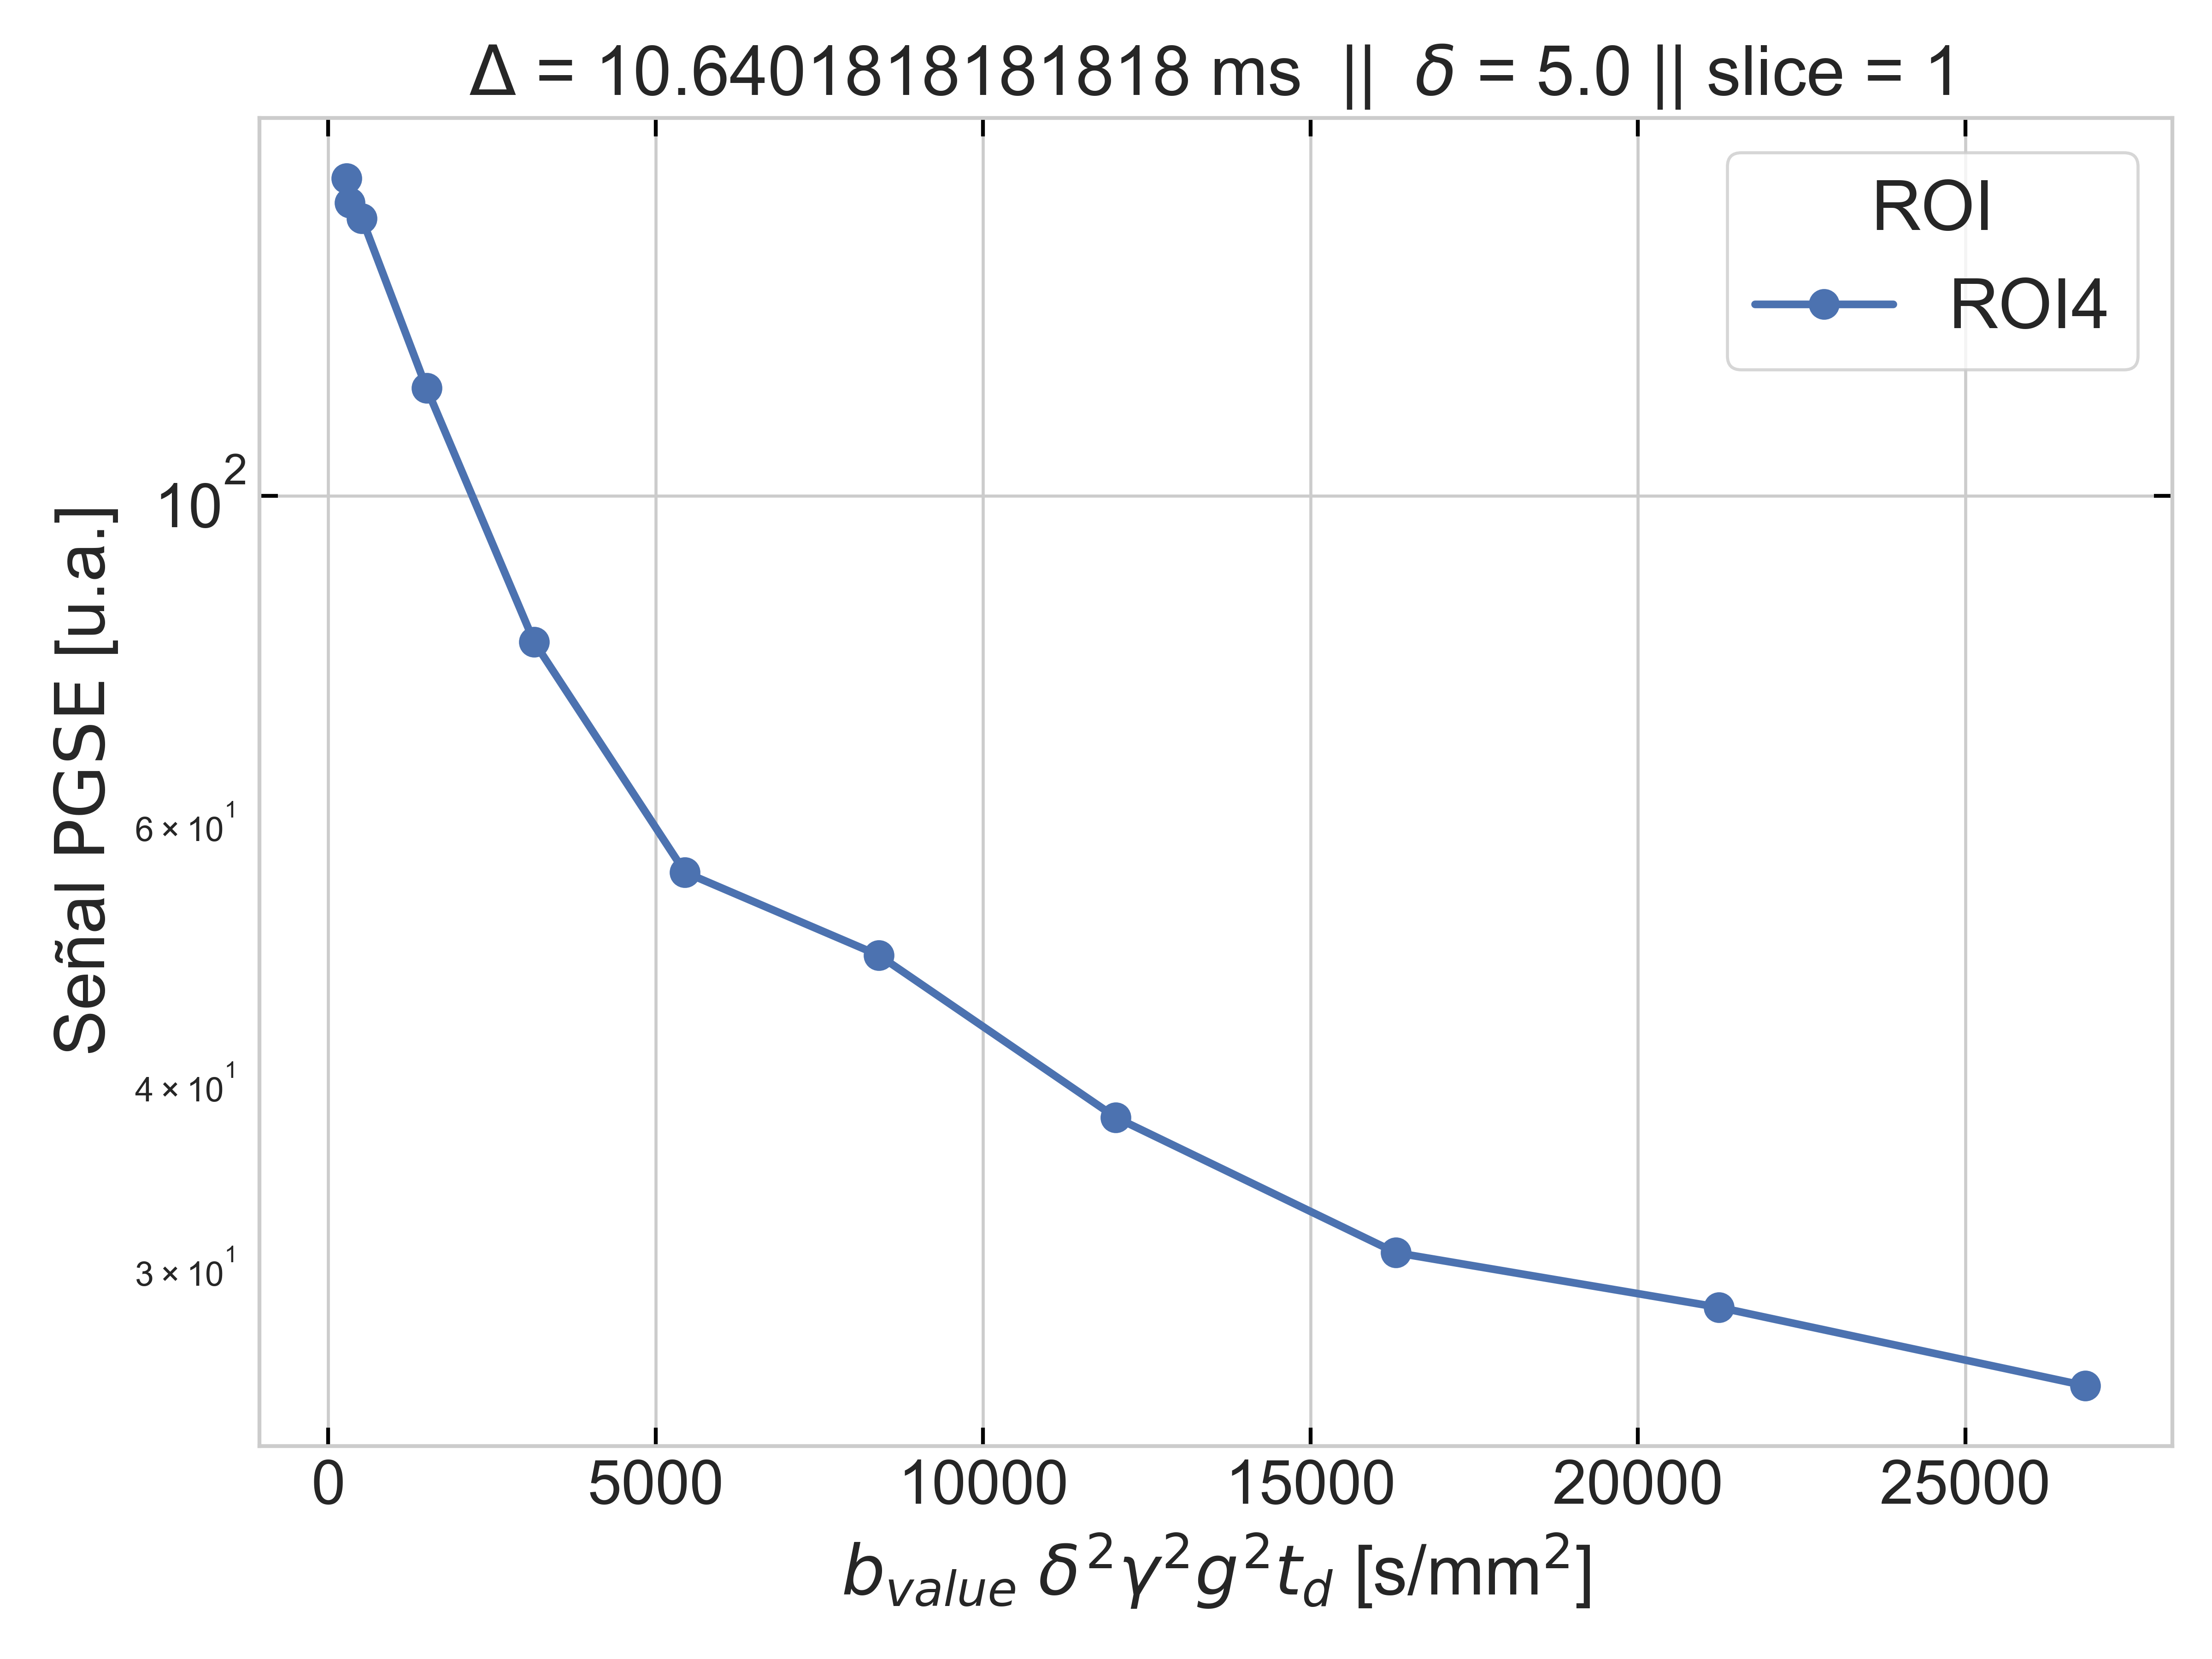 Δ = 10.64018181818181818 ms || δ = 5.0 || slice = 1
ROI
ROI4
Señal PGSE [u.a.]
10²
6 × 10¹
4 × 10¹
3 × 10¹
0 5000 10000 15000 20000 25000
b_value δ²γ²g²t_d [s/mm²]